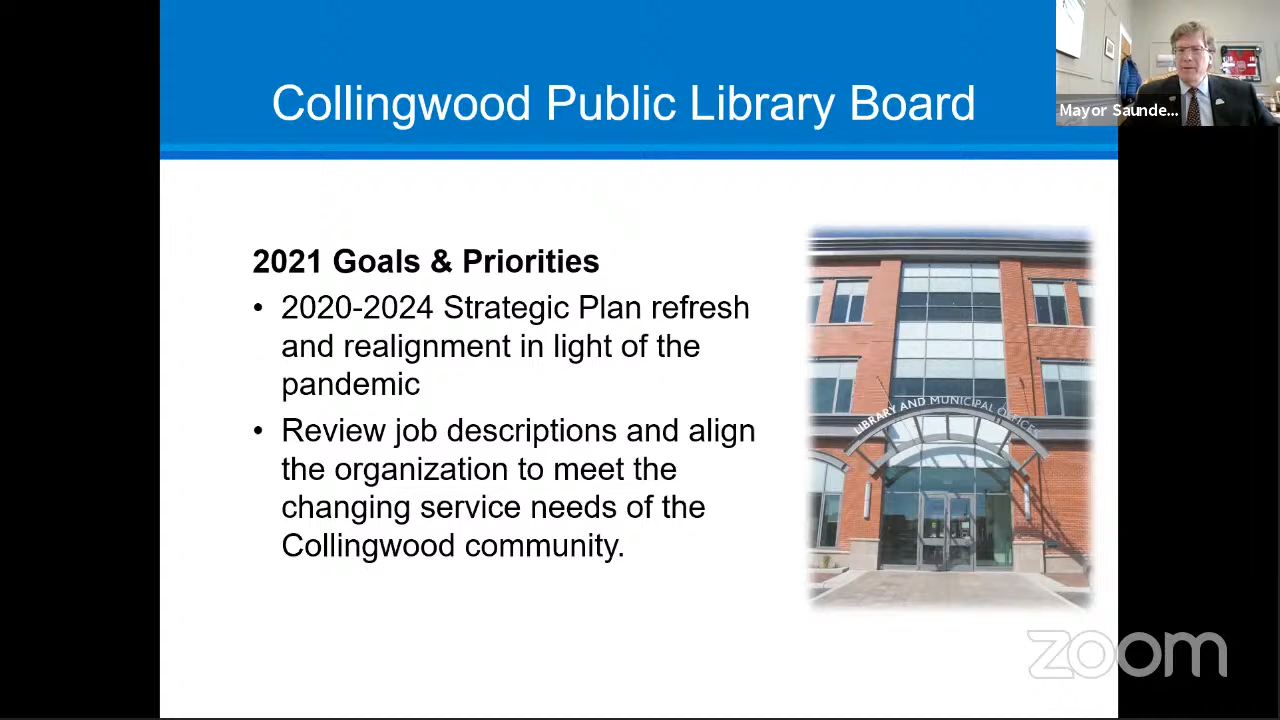 Collingwood Public Library Board
Mayor Saunde...
2021 Goals & Priorities
• 2020-2024 Strategic Plan refresh
and realignment in light of the
pandemic
• Review job descriptions and align
the organization to meet the
changing service needs of the
Collingwood community.
LIBRARY AND MUNICIPAL OFFICES
zoom